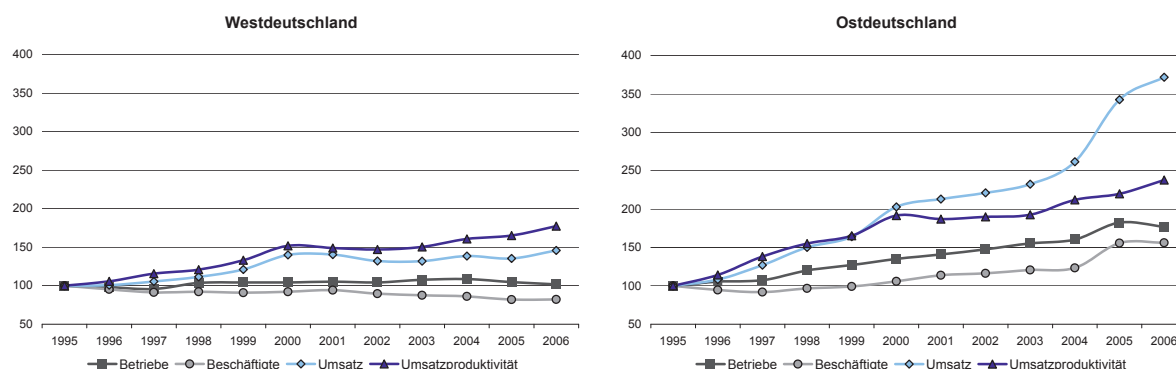 Westdeutschland
400
350
300
250
200
150
100
50
1995 1996 1997 1998 1999 2000 2001 2002 2003 2004 2005 2006
Betriebe Beschäftigte Umsatz Umsatzproduktivität
Ostdeutschland
400
350
300
250
200
150
100
50
1995 1996 1997 1998 1999 2000 2001 2002 2003 2004 2005 2006
Betriebe Beschäftigte Umsatz Umsatzproduktivität